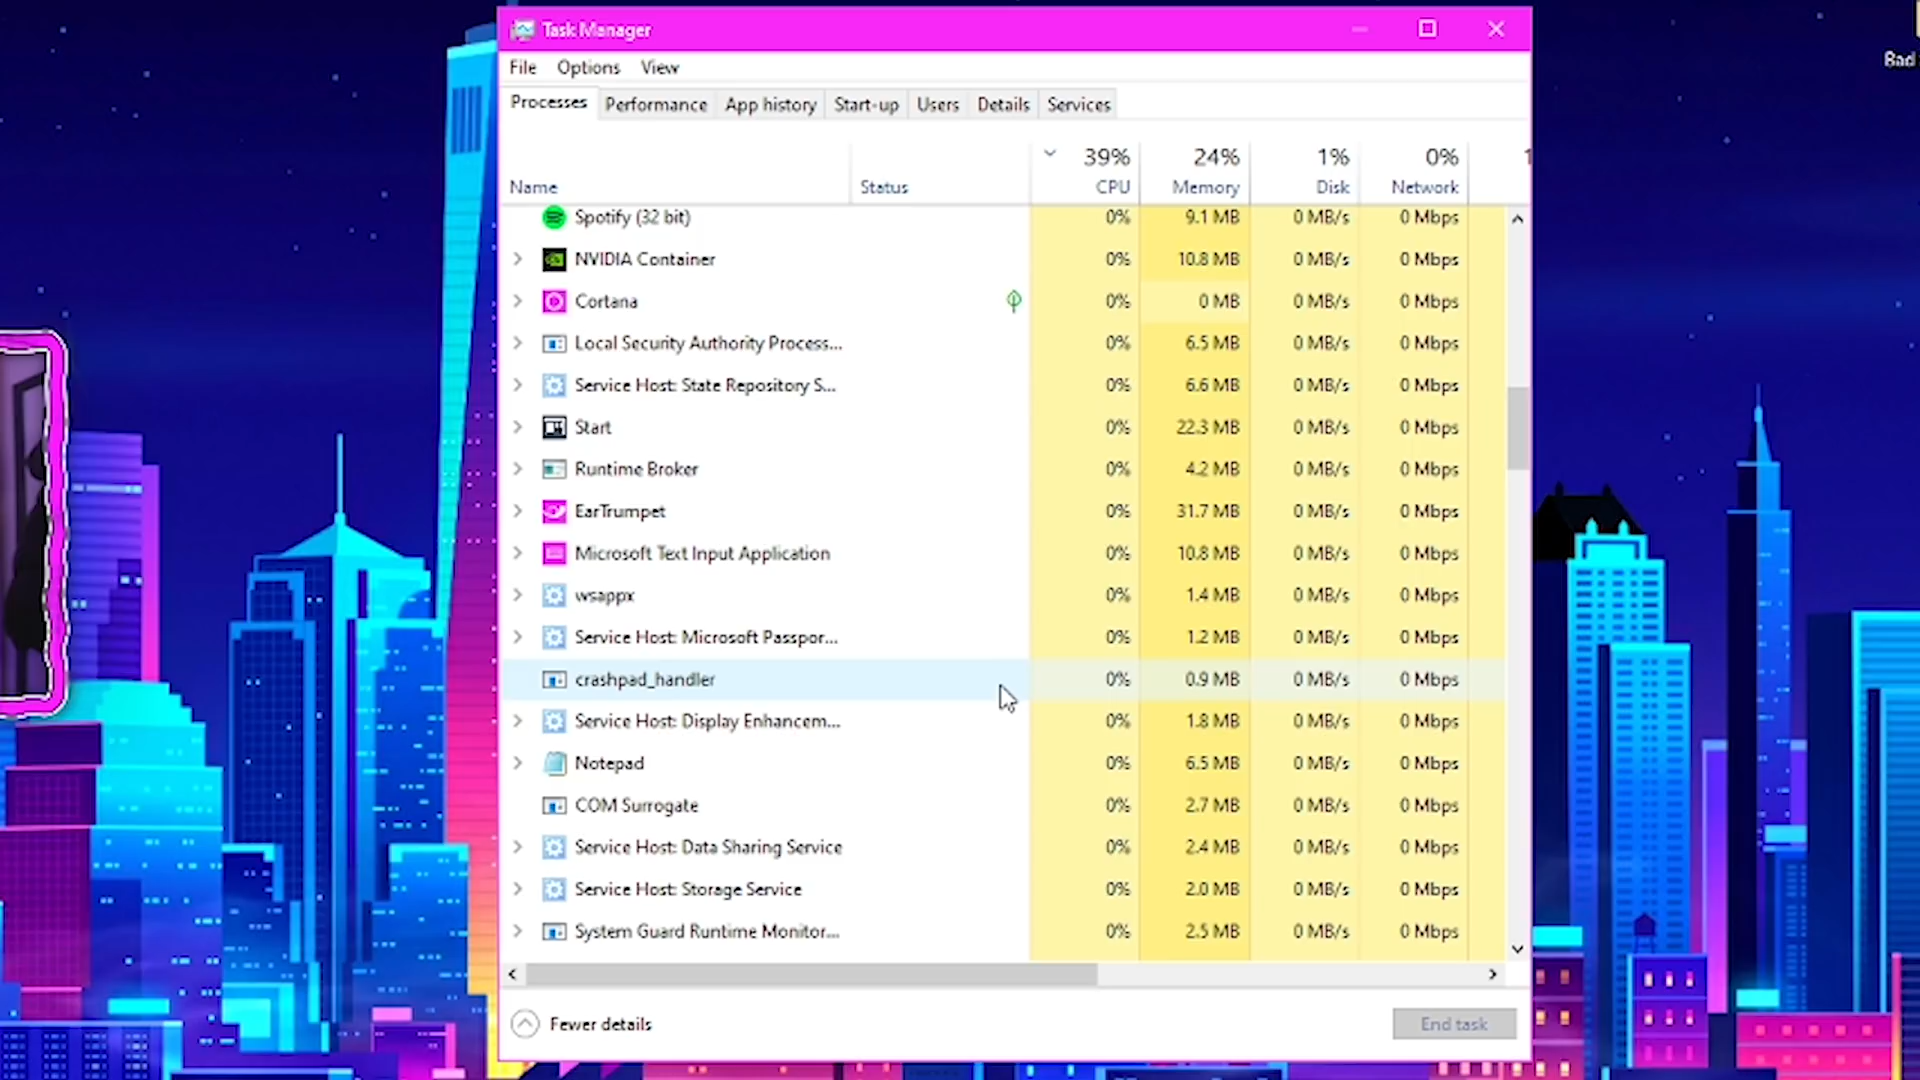 Task Manager
Bad
File Options View
Processes Performance App history Start-up Users Details Services
39% 24% 1% 0% 1
Name Status CPU Memory Disk Network
Spotify (32 bit) 0% 9.1 MB 0 MB/s 0 Mbps
NVIDIA Container 0% 10.8 MB 0 MB/s 0 Mbps
Cortana 0% 0 MB 0 MB/s 0 Mbps
Local Security Authority Process... 0% 6.5 MB 0 MB/s 0 Mbps
Service Host: State Repository S... 0% 6.6 MB 0 MB/s 0 Mbps
Start 0% 22.3 MB 0 MB/s 0 Mbps
Runtime Broker 0% 4.2 MB 0 MB/s 0 Mbps
EarTrumpet 0% 31.7 MB 0 MB/s 0 Mbps
Microsoft Text Input Application 0% 10.8 MB 0 MB/s 0 Mbps
wsappx 0% 1.4 MB 0 MB/s 0 Mbps
Service Host: Microsoft Passpor... 0% 1.2 MB 0 MB/s 0 Mbps
crashpad_handler 0% 0.9 MB 0 MB/s 0 Mbps
Service Host: Display Enhancem... 0% 1.8 MB 0 MB/s 0 Mbps
Notepad 0% 6.5 MB 0 MB/s 0 Mbps
COM Surrogate 0% 2.7 MB 0 MB/s 0 Mbps
Service Host: Data Sharing Service 0% 2.4 MB 0 MB/s 0 Mbps
Service Host: Storage Service 0% 2.0 MB 0 MB/s 0 Mbps
System Guard Runtime Monitor... 0% 2.5 MB 0 MB/s 0 Mbps
Fewer details End task